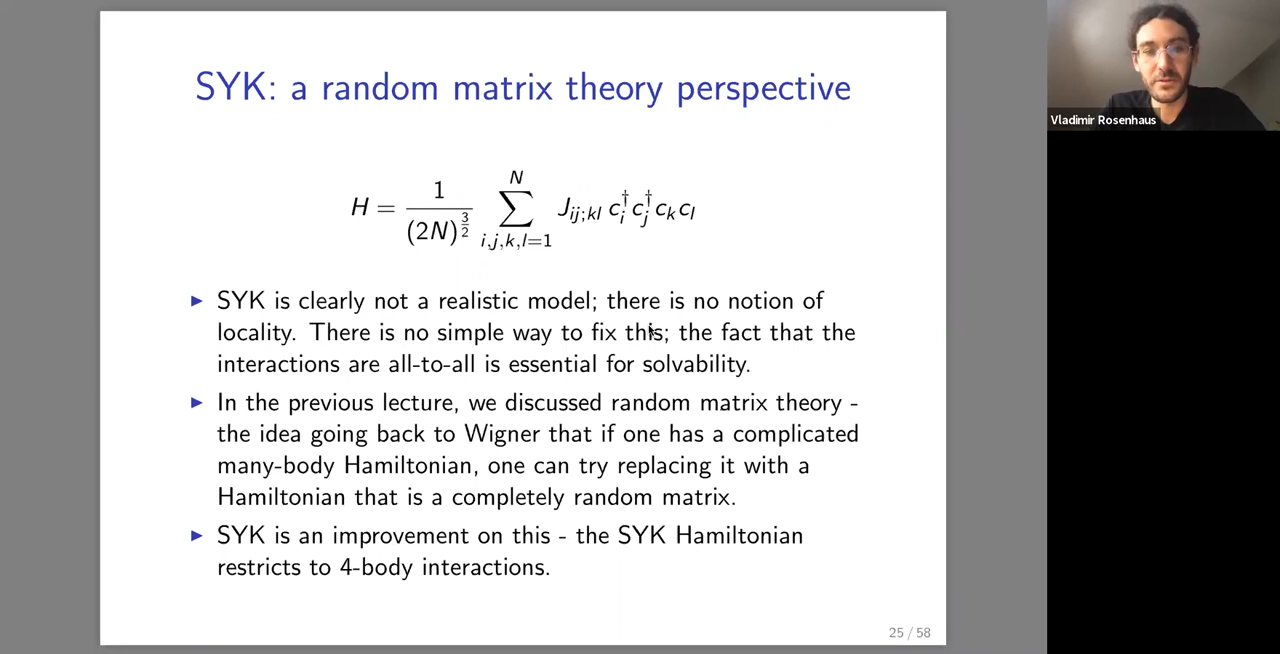 SYK: a random matrix theory perspective
Vladimir Rosenhaus
H = \frac{1}{(2N)^{\frac{3}{2}}} \sum_{i,j,k,l=1}^{N} J_{ij;kl} c_i^† c_j^† c_k c_l
► SYK is clearly not a realistic model; there is no notion of
locality. There is no simple way to fix this; the fact that the
interactions are all-to-all is essential for solvability.
► In the previous lecture, we discussed random matrix theory -
the idea going back to Wigner that if one has a complicated
many-body Hamiltonian, one can try replacing it with a
Hamiltonian that is a completely random matrix.
► SYK is an improvement on this - the SYK Hamiltonian
restricts to 4-body interactions.
25 / 58